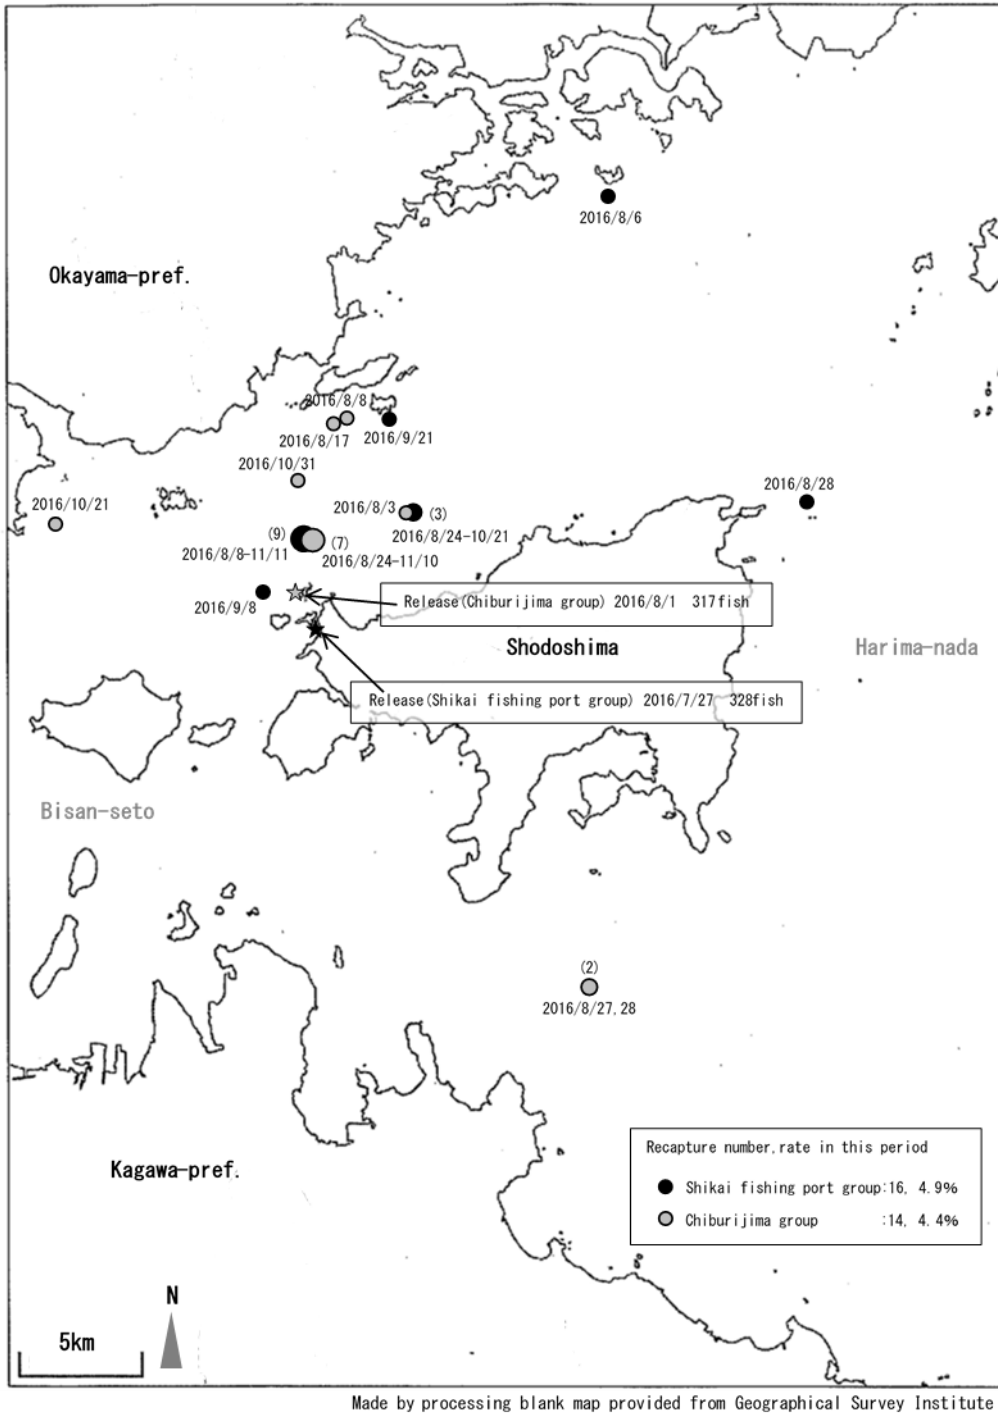 2016/8/6
Okayama-pref.
2016/8/8
2016/8/17
2016/9/21
2016/10/31
2016/8/28
2016/10/21
2016/8/3
(3)
2016/8/24-10/21
(9)
(7)
2016/8/8-11/11
2016/8/24-11/10
2016/9/8
Release(Chiburijima group) 2016/8/1 317fish
Shodoshima
Harima-nada
Release(Shikai fishing port group) 2016/7/27 328fish
Bisan-seto
(2)
2016/8/27,28
Kagawa-pref.
Recapture number,rate in this period
Shikai fishing port group:16, 4.9%
Chiburijima group :14, 4.4%
N
5km
Made by processing blank map provided from Geographical Survey Institute